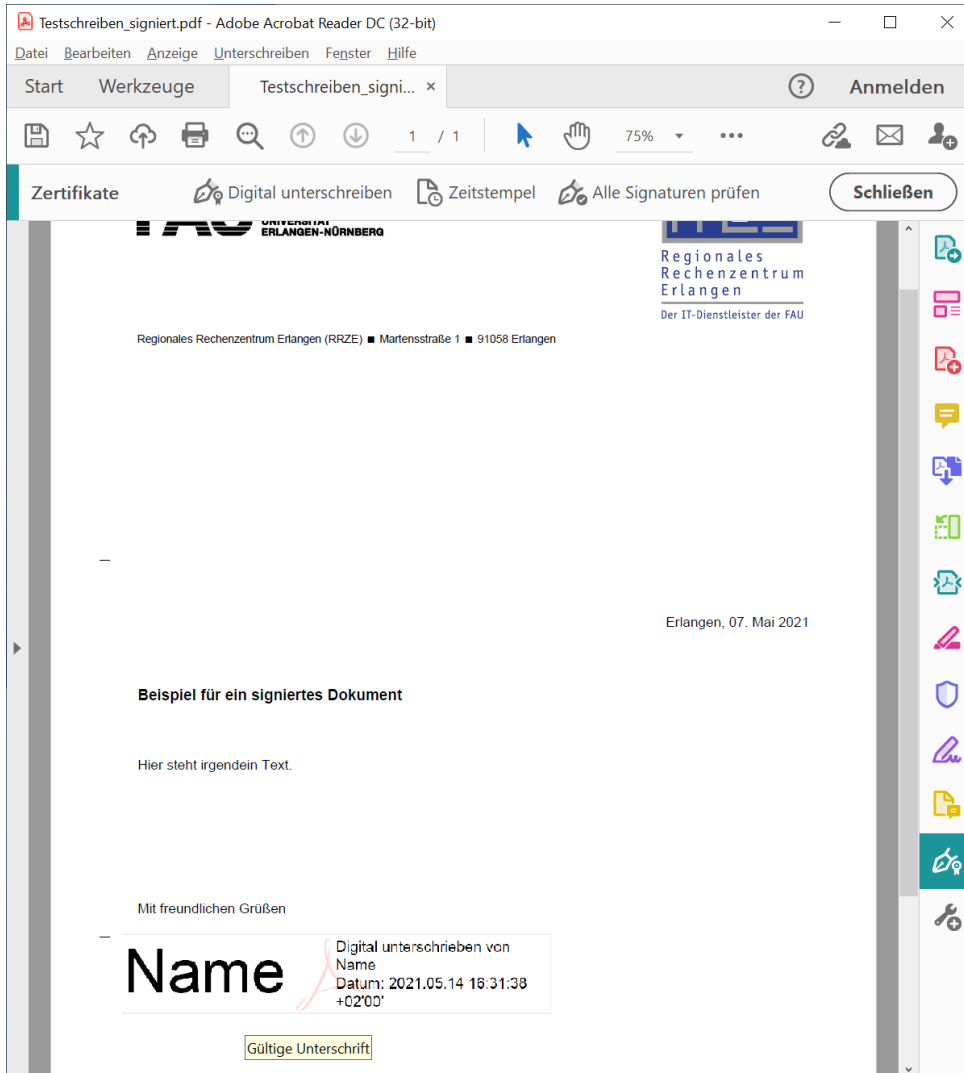 Testschreiben_signiert.pdf - Adobe Acrobat Reader DC (32-bit)
Datei Bearbeiten Anzeige Unterschreiben Fenster Hilfe
Start Werkzeuge Testschreiben_signi... × ? Anmelden
1 / 1 75% •••
Zertifikate Digital unterschreiben Zeitstempel Alle Signaturen prüfen Schließen
UNIVERSITÄT
ERLANGEN-NÜRNBERG
Regionales
Rechenzentrum
Erlangen
Der IT-Dienstleister der FAU
Regionales Rechenzentrum Erlangen (RRZE) ■ Martensstraße 1 ■ 91058 Erlangen
Erlangen, 07. Mai 2021
Beispiel für ein signiertes Dokument
Hier steht irgendein Text.
Mit freundlichen Grüßen
Name
Digital unterschrieben von
Name
Datum: 2021.05.14 16:31:38
+02'00'
Gültige Unterschrift